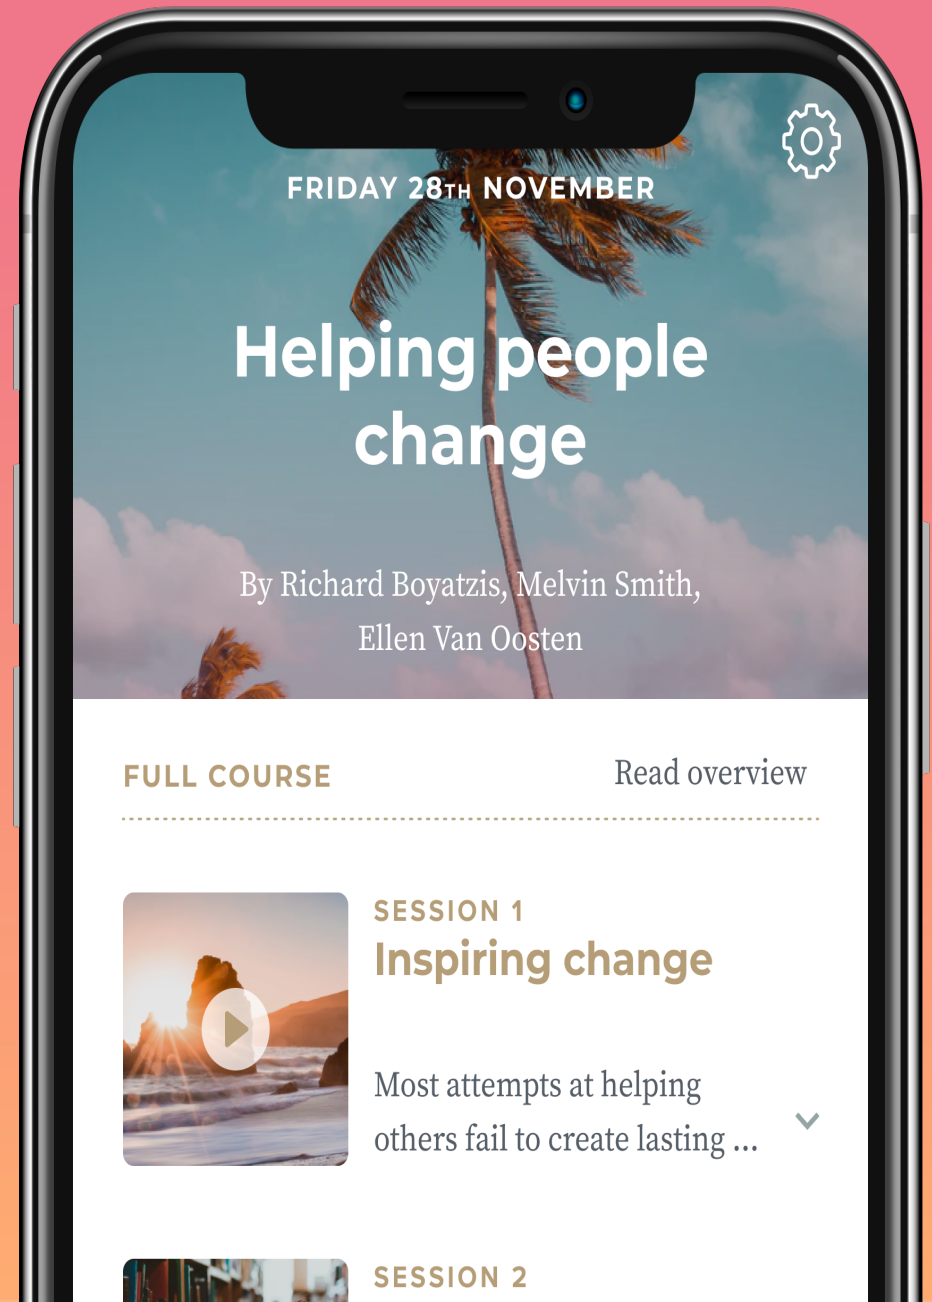 FRIDAY 28TH NOVEMBER
Helping people
change
By Richard Boyatzis, Melvin Smith,
Ellen Van Oosten
FULL COURSE
Read overview
SESSION 1
Inspiring change
Most attempts at helping
others fail to create lasting ...
SESSION 2